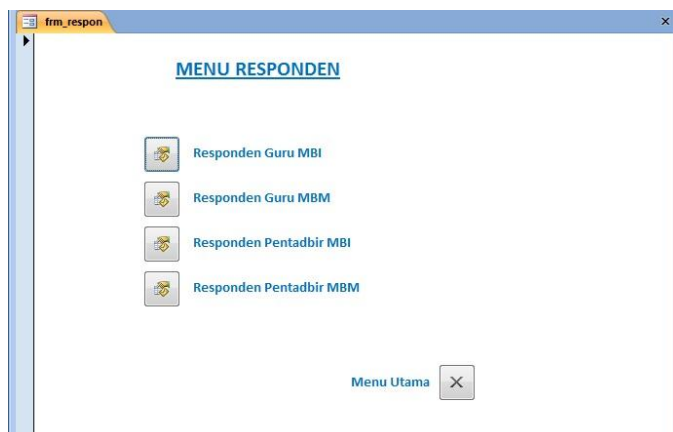 frm_respon
MENU RESPONDEN
Responden Guru MBI
Responden Guru MBM
Responden Pentadbir MBI
Responden Pentadbir MBM
Menu Utama